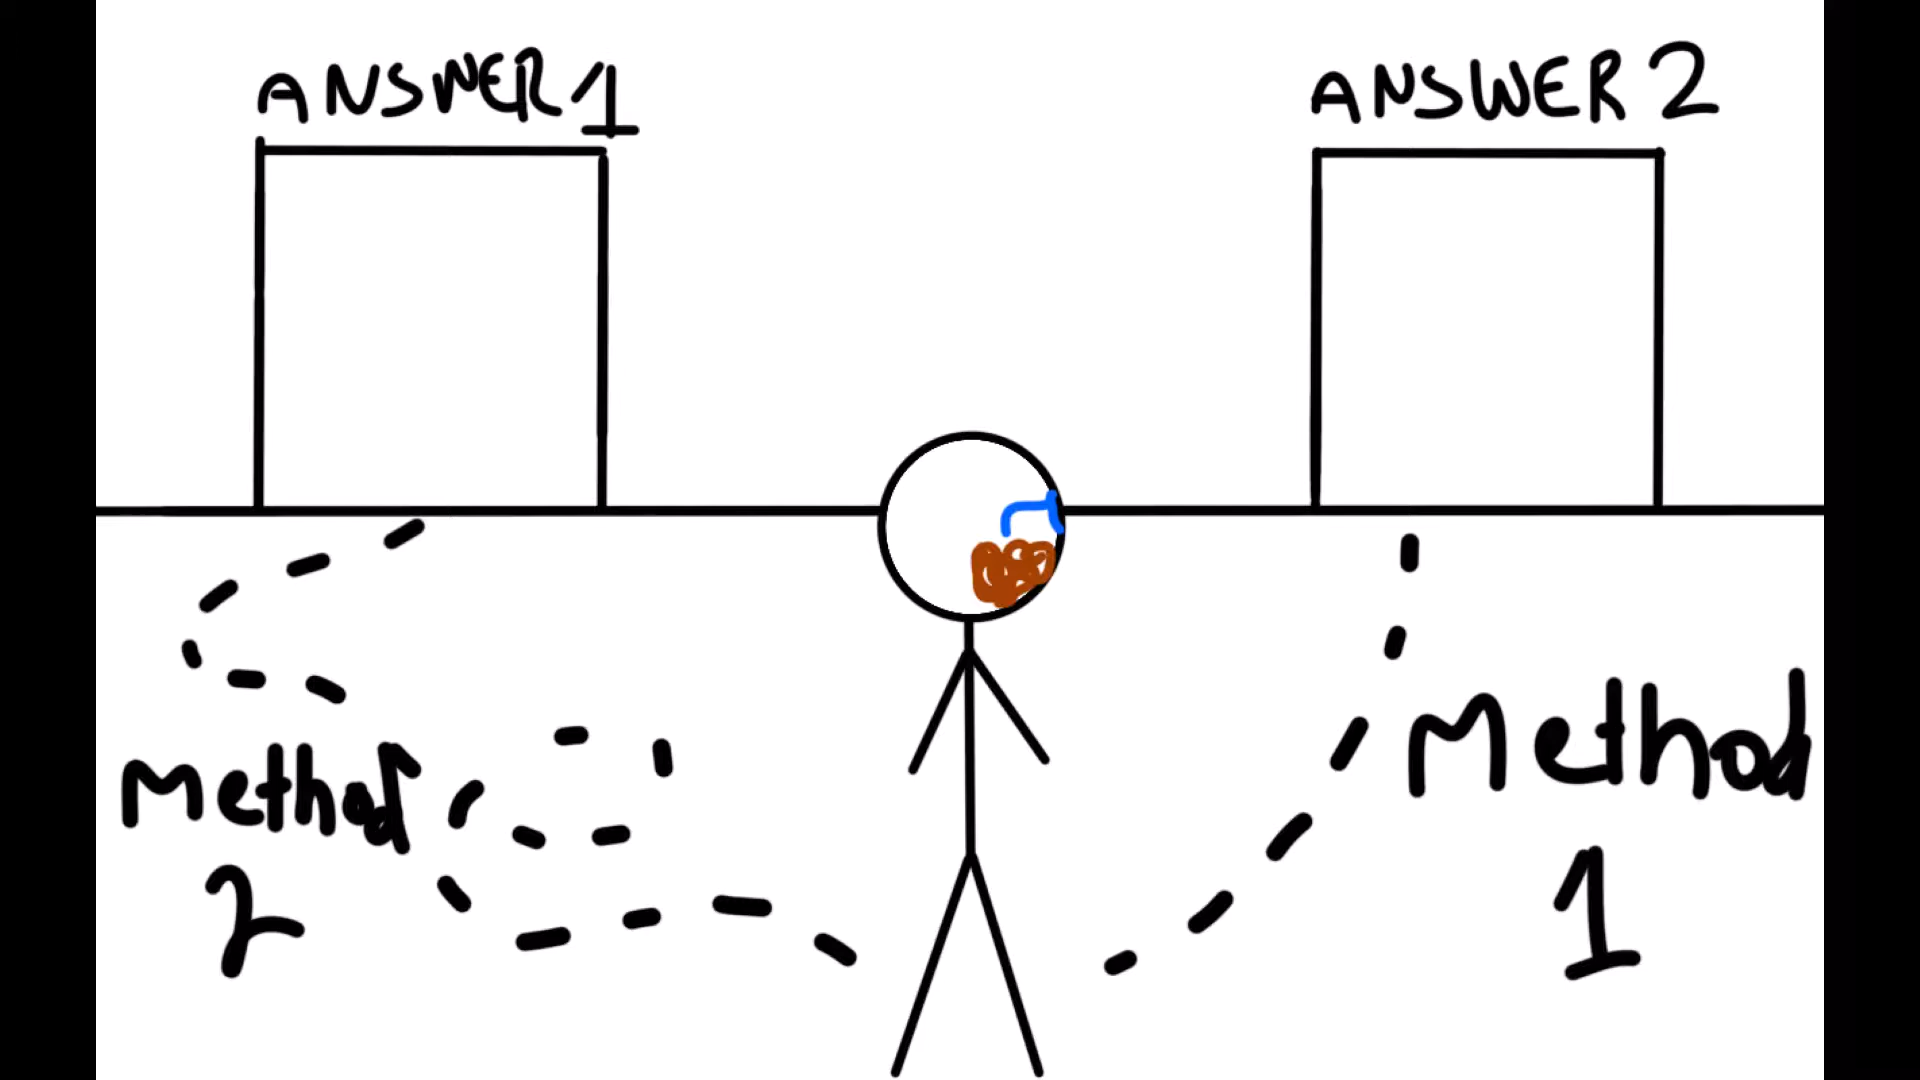 ANSWER 1
ANSWER 2
Method
2
Method
1